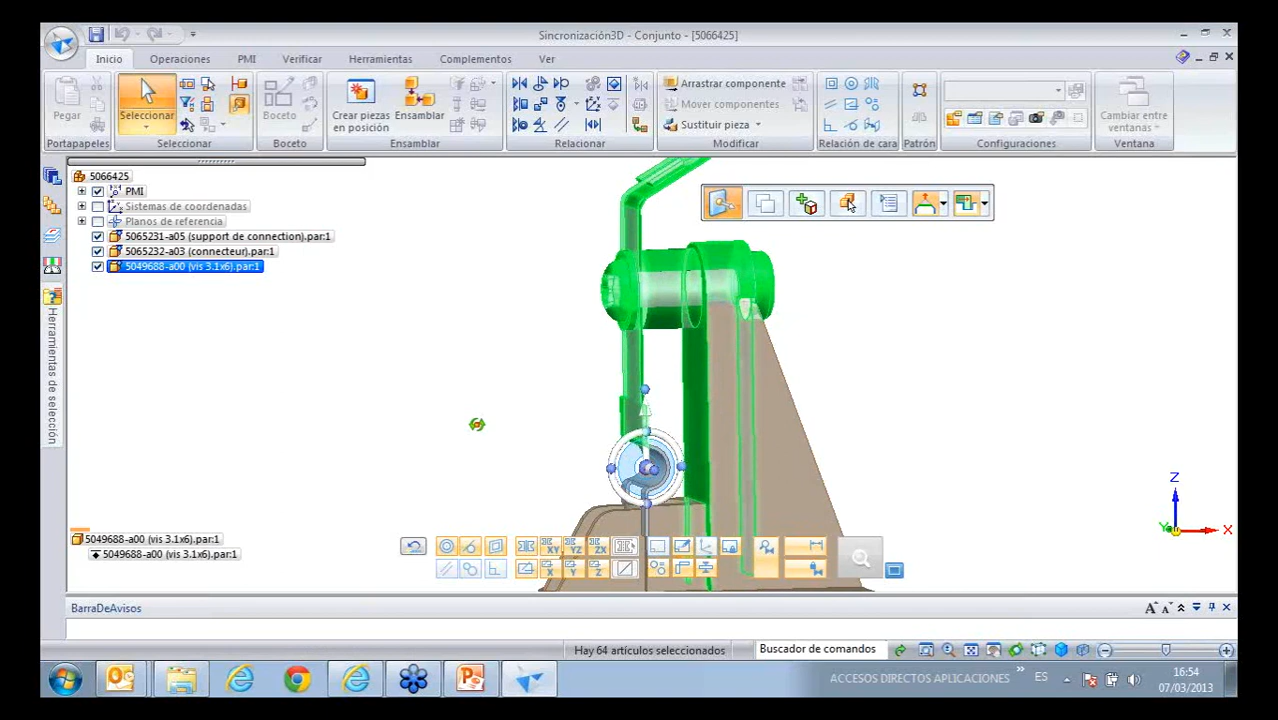 Sincronización3D - Conjunto - [5066425]
Inicio Operaciones PMI Verificar Herramientas Complementos Ver
Pegar
Seleccionar
Boceto
Crear piezas en posición
Ensamblar
Arrastrar componente
Mover componentes
Sustituir pieza
Cambiar entre ventanas
Portapapeles Seleccionar Boceto Ensamblar Relacionar Modificar Relación de cara Patrón Configuraciones Ventana
5066425
PMI
Sistemas de coordenadas
Planos de referencia
5065231-a05 (support de connection).par:1
5065232-a03 (connecteur).par:1
5049688-a00 (vis 3.1x6).par:1
Herramientas de selección
Z
Y
X
5049688-a00 (vis 3.1x6).par:1
5049688-a00 (vis 3.1x6).par:1
XY YZ ZX
X Y Z
BarraDeAvisos
A A
Hay 64 artículos seleccionados
Buscador de comandos
ACCESOS DIRECTOS APLICACIONES
ES
16:54
07/03/2013